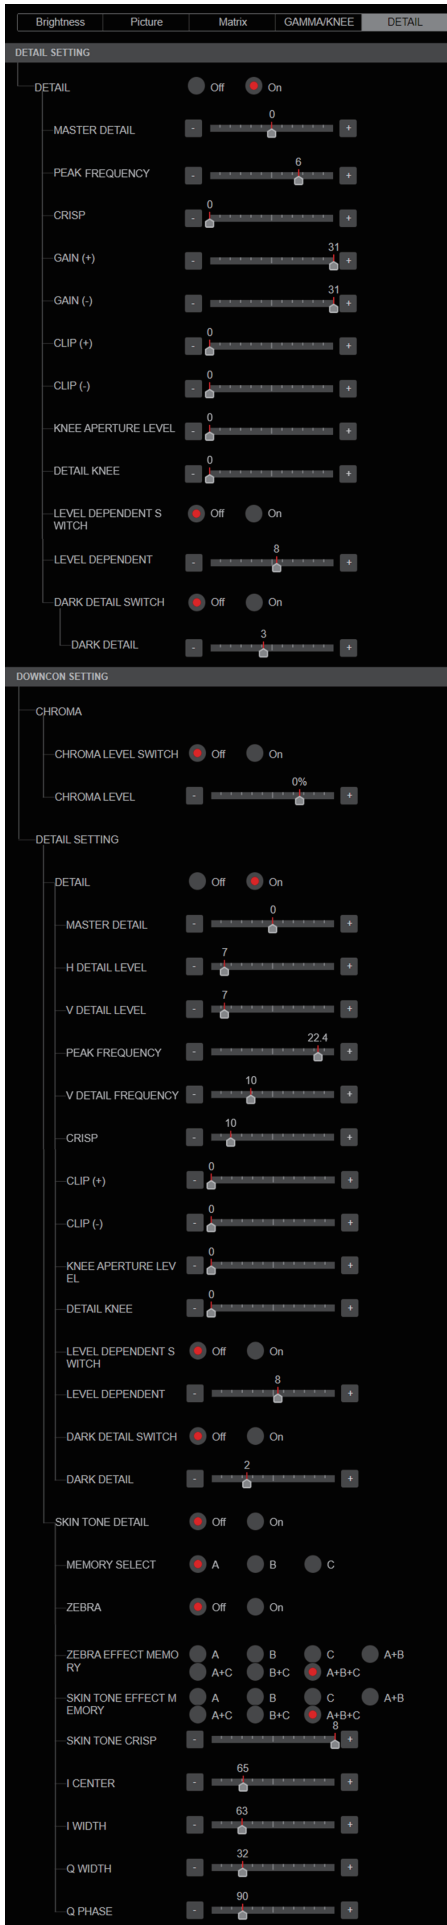 Brightness Picture Matrix GAMMA/KNEE DETAIL
DETAIL SETTING
DETAIL Off On
0
MASTER DETAIL - +
6
PEAK FREQUENCY - +
0
CRISP - +
31
GAIN (+) - +
31
GAIN (-) - +
0
CLIP (+) - +
0
CLIP (-) - +
0
KNEE APERTURE LEVEL - +
0
DETAIL KNEE - +
LEVEL DEPENDENT S Off On
WITCH
8
LEVEL DEPENDENT - +
DARK DETAIL SWITCH Off On
3
DARK DETAIL - +
DOWNCON SETTING
CHROMA
CHROMA LEVEL SWITCH Off On
0%
CHROMA LEVEL - +
DETAIL SETTING
DETAIL Off On
0
MASTER DETAIL - +
7
H DETAIL LEVEL - +
7
V DETAIL LEVEL - +
22.4
PEAK FREQUENCY - +
10
V DETAIL FREQUENCY - +
10
CRISP - +
0
CLIP (+) - +
0
CLIP (-) - +
0
KNEE APERTURE LEV - +
EL
0
DETAIL KNEE - +
LEVEL DEPENDENT S Off On
WITCH
8
LEVEL DEPENDENT - +
DARK DETAIL SWITCH Off On
2
DARK DETAIL - +
SKIN TONE DETAIL Off On
MEMORY SELECT A B C
ZEBRA Off On
ZEBRA EFFECT MEMO A B C A+B
RY A+C B+C A+B+C
SKIN TONE EFFECT M A B C A+B
EMORY A+C B+C A+B+C
8
SKIN TONE CRISP - +
65
I CENTER - +
63
I WIDTH - +
32
Q WIDTH - +
90
Q PHASE - +